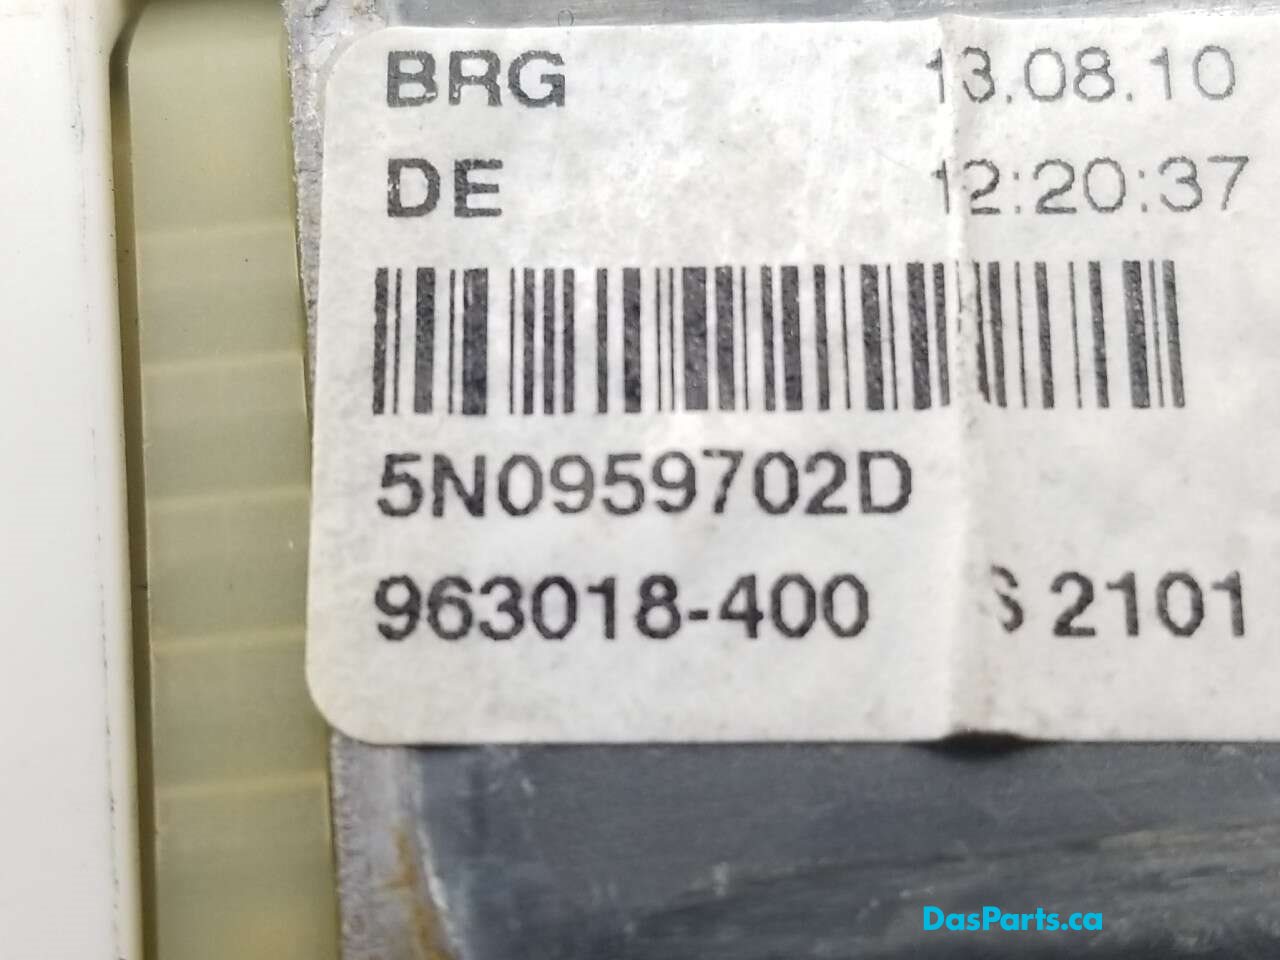 BRG 13.08.10
DE 12:20:37
5N0959702D
963018-400 S 2101
DasParts.ca